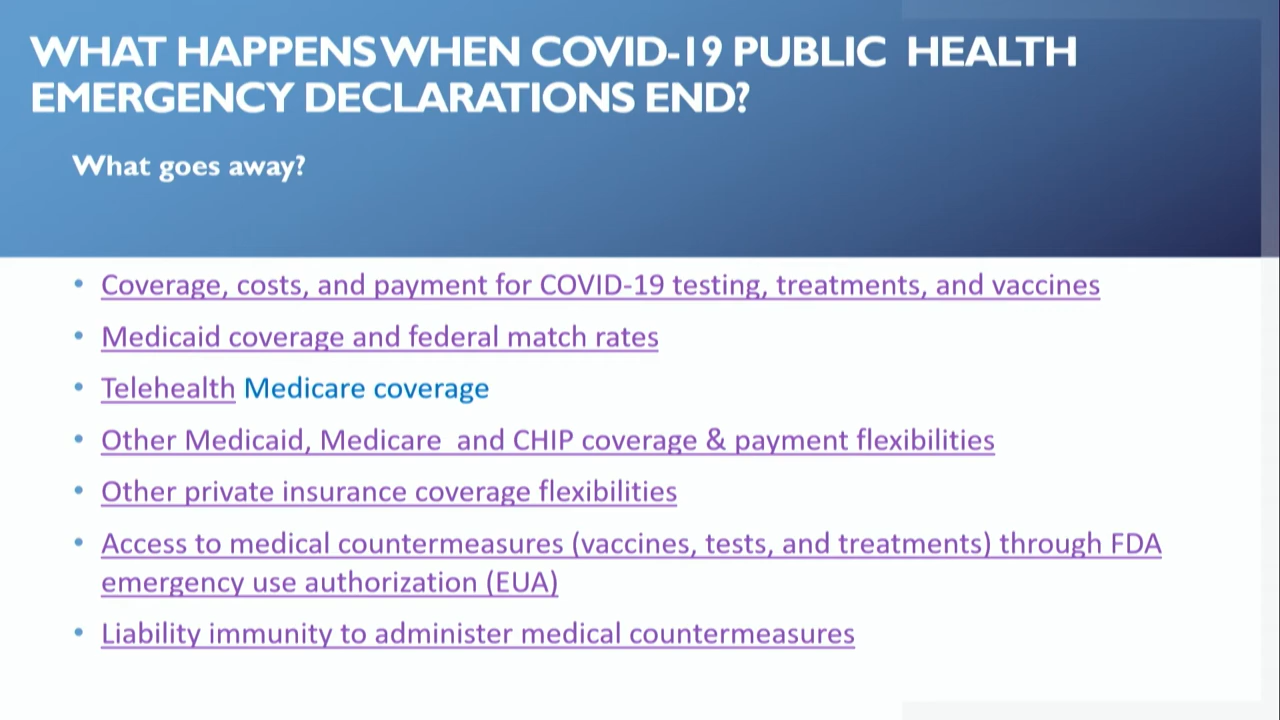 WHAT HAPPENS WHEN COVID-19 PUBLIC HEALTH
EMERGENCY DECLARATIONS END?
What goes away?
• Coverage, costs, and payment for COVID-19 testing, treatments, and vaccines
• Medicaid coverage and federal match rates
• Telehealth Medicare coverage
• Other Medicaid, Medicare and CHIP coverage & payment flexibilities
• Other private insurance coverage flexibilities
• Access to medical countermeasures (vaccines, tests, and treatments) through FDA
emergency use authorization (EUA)
• Liability immunity to administer medical countermeasures